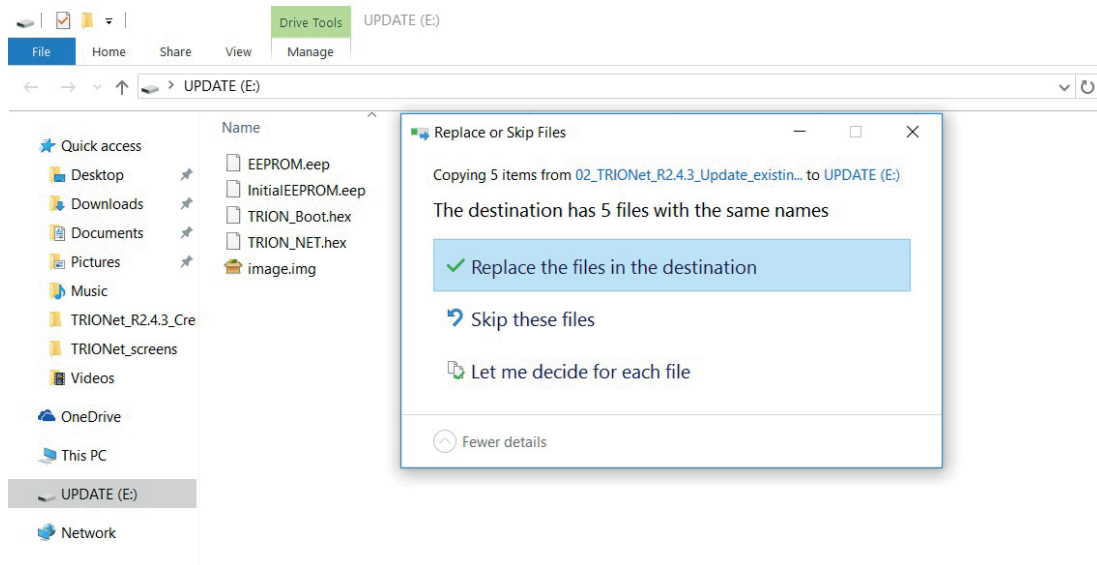 Drive Tools UPDATE (E:)
File Home Share View Manage
UPDATE (E:)
Quick access
Desktop
Downloads
Documents
Pictures
Music
TRIONet_R2.4.3_Cre
TRIONet_screens
Videos
OneDrive
This PC
UPDATE (E:)
Network
Name
EEPROM.eep
InitialEEPROM.eep
TRION_Boot.hex
TRION_NET.hex
image.img
Replace or Skip Files
Copying 5 items from 02_TRIONet_R2.4.3_Update_existin... to UPDATE (E:)
The destination has 5 files with the same names
Replace the files in the destination
Skip these files
Let me decide for each file
Fewer details